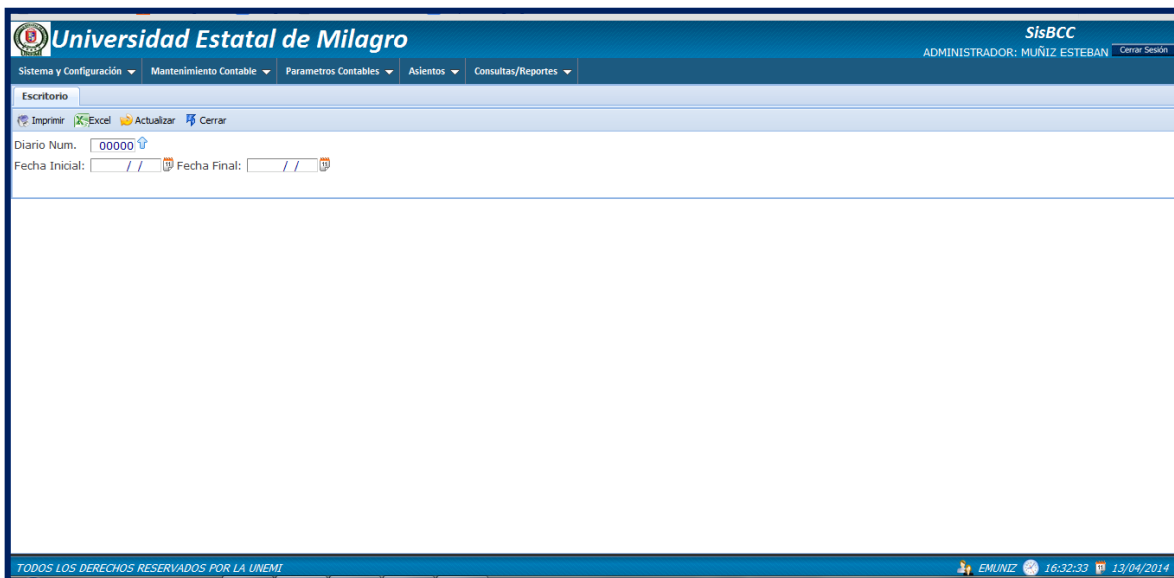 Universidad Estatal de Milagro
SisBCC
ADMINISTRADOR: MUÑIZ ESTEBAN Cerrar Sesión
Sistema y Configuración Mantenimiento Contable Parametros Contables Asientos Consultas/Reportes
Escritorio
Imprimir Excel Actualizar Cerrar
Diario Num. 00000
Fecha Inicial: / / Fecha Final: / /
TODOS LOS DERECHOS RESERVADOS POR LA UNEMI EMUNIZ 16:32:33 13/04/2014